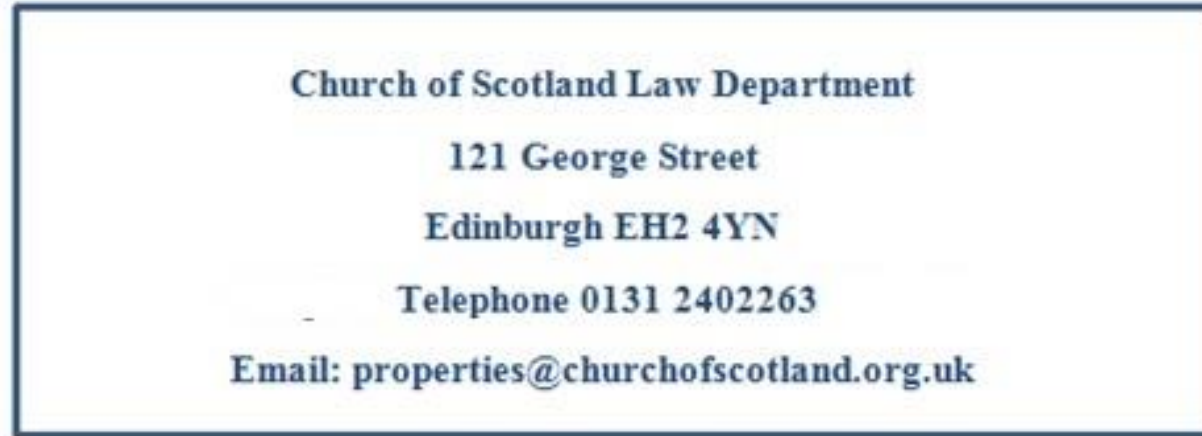 Church of Scotland Law Department
121 George Street
Edinburgh EH2 4YN
Telephone 0131 2402263
Email: properties@churchofscotland.org.uk